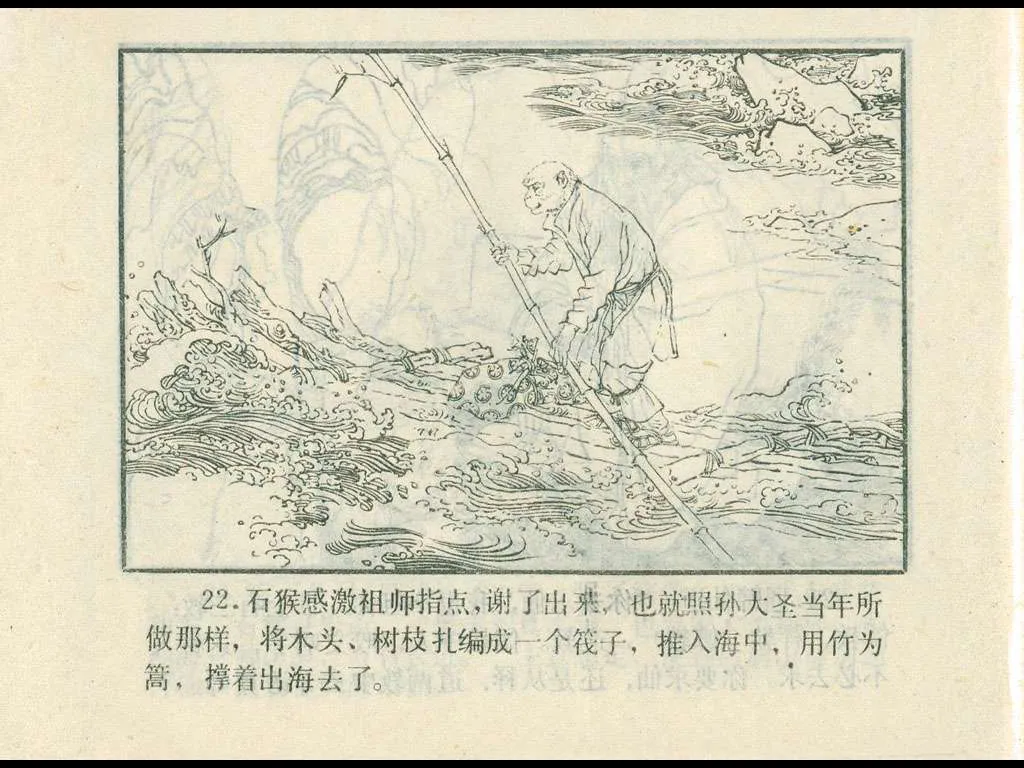 22.石猴感激祖师指点，谢了出来，也就照孙大圣当年所
做那样，将木头、树枝扎编成一个筏子，推入海中，用竹为
篙，撑着出海去了。